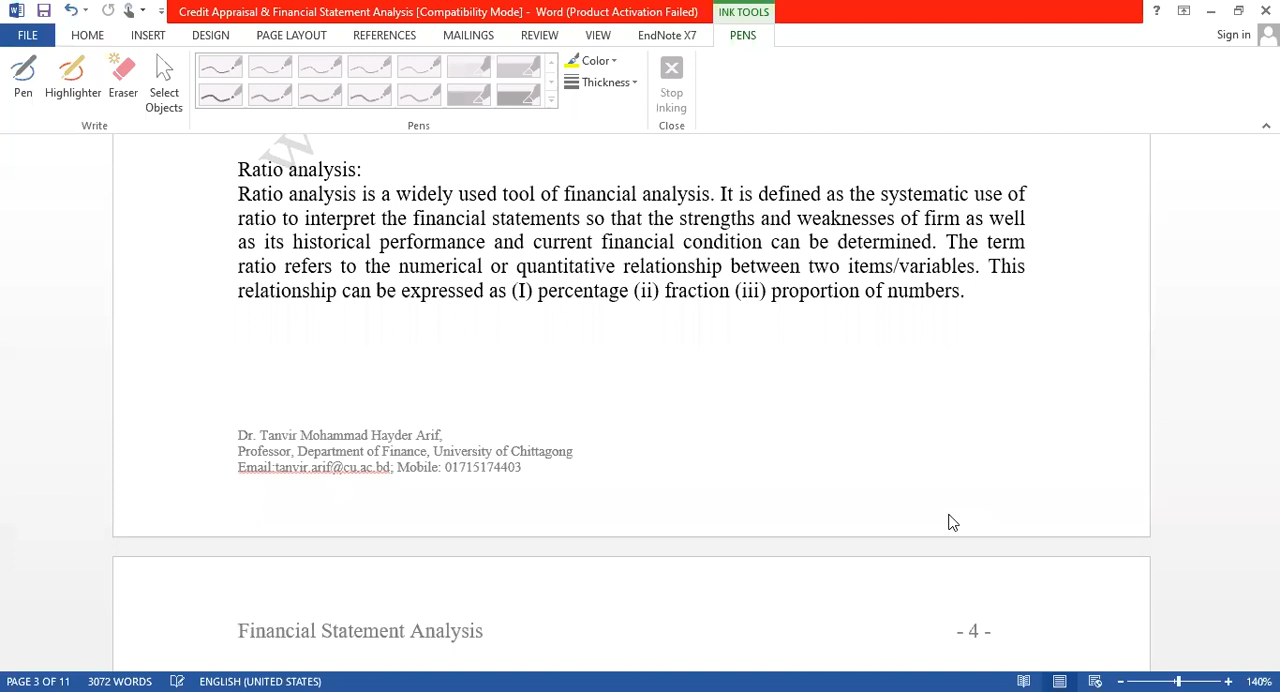 Credit Appraisal & Financial Statement Analysis [Compatibility Mode] - Word (Product Activation Failed)
INK TOOLS
?
FILE HOME INSERT DESIGN PAGE LAYOUT REFERENCES MAILINGS REVIEW VIEW EndNote X7 PENS Sign in
Pen Highlighter Eraser Select Objects
Color
Thickness
Stop Inking
Write Pens Close
W
Ratio analysis:
Ratio analysis is a widely used tool of financial analysis. It is defined as the systematic use of
ratio to interpret the financial statements so that the strengths and weaknesses of firm as well
as its historical performance and current financial condition can be determined. The term
ratio refers to the numerical or quantitative relationship between two items/variables. This
relationship can be expressed as (I) percentage (ii) fraction (iii) proportion of numbers.
Dr. Tanvir Mohammad Hayder Arif,
Professor, Department of Finance, University of Chittagong
Email:tanvir.arif@cu.ac.bd; Mobile: 01715174403
Financial Statement Analysis - 4 -
PAGE 3 OF 11 3072 WORDS ENGLISH (UNITED STATES) 140%